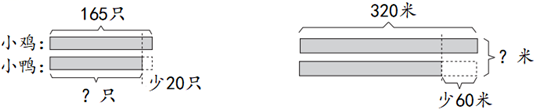 165只
小鸡:
小鸭:
? 只
少20只
320米
? 米
少60米